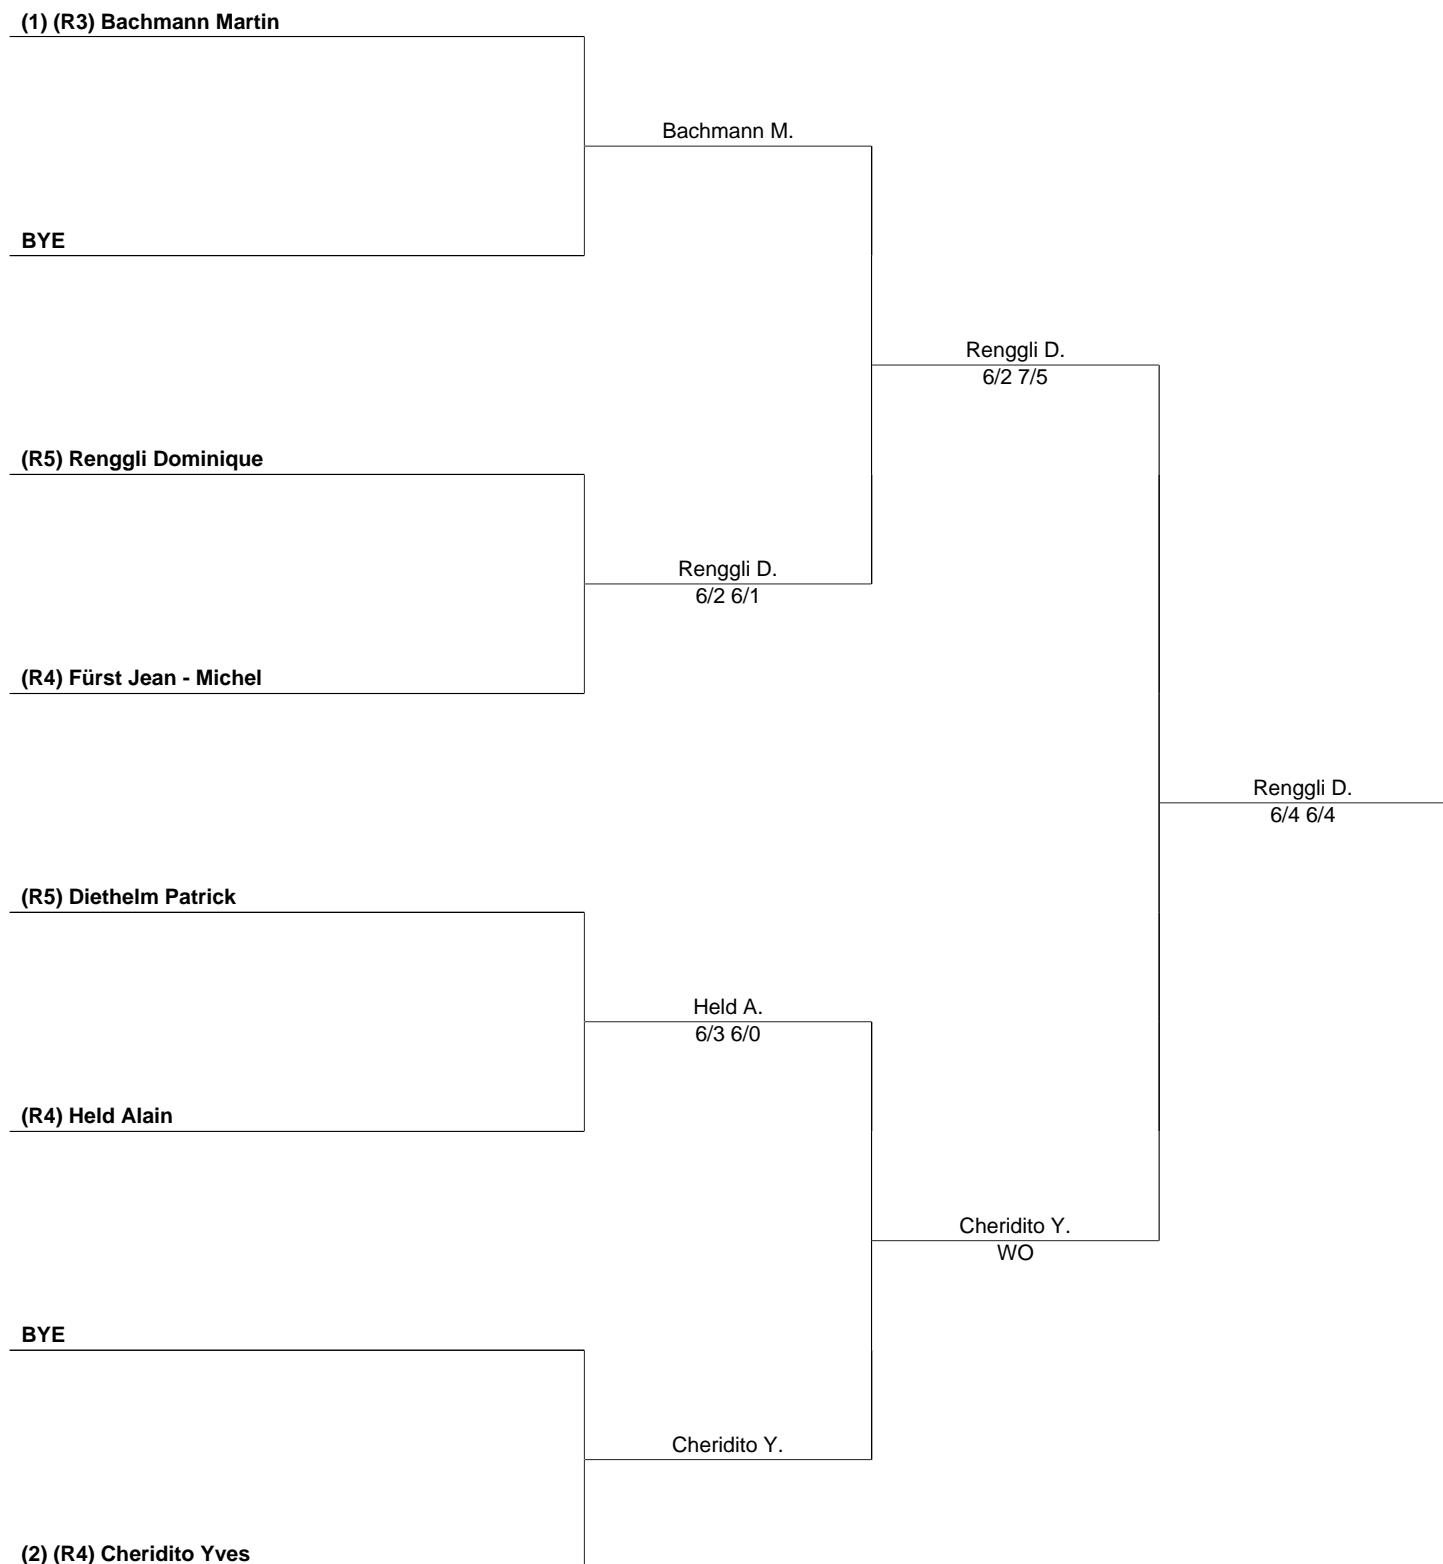 (1) (R3) Bachmann Martin
Bachmann M.
BYE
Renggli D.
6/2 7/5
(R5) Renggli Dominique
Renggli D.
6/2 6/1
(R4) Fürst Jean - Michel
Renggli D.
6/4 6/4
(R5) Diethelm Patrick
Held A.
6/3 6/0
(R4) Held Alain
Cheridito Y.
WO
BYE
Cheridito Y.
(2) (R4) Cheridito Yves